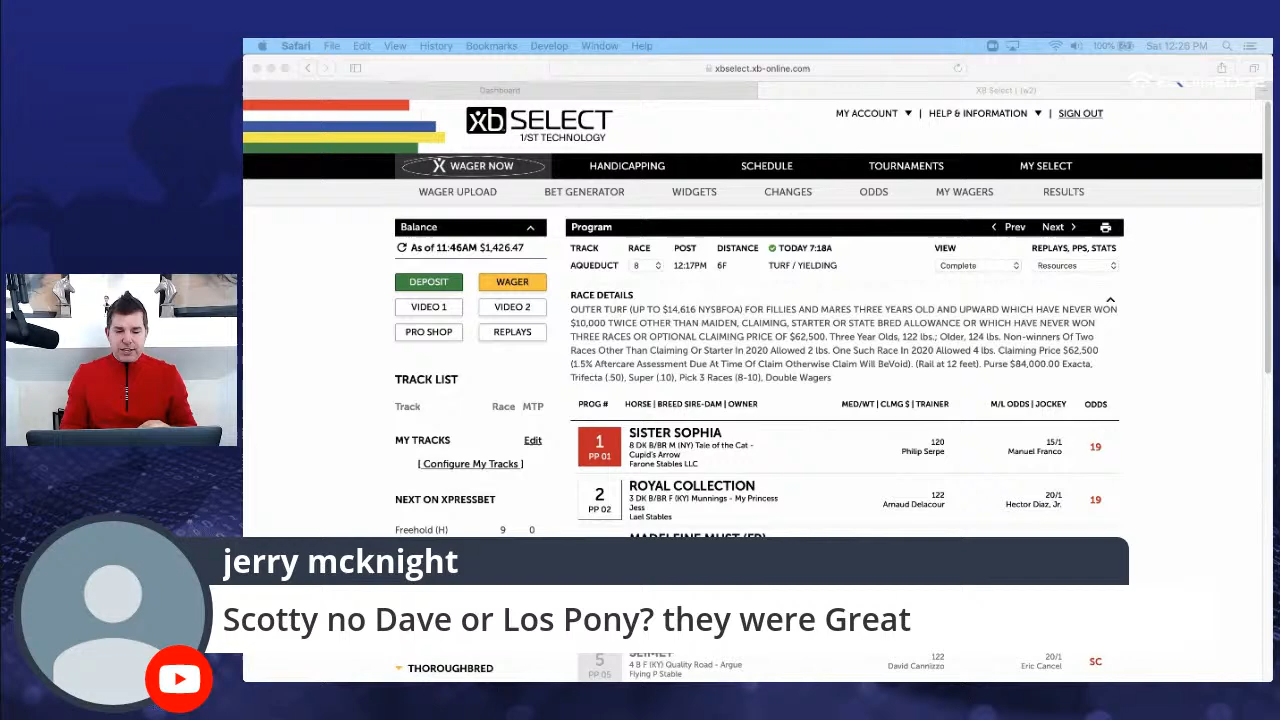 Safari File Edit View History Bookmarks Develop Window Help
100% Sat 12:26 PM
xbselect.xb-online.com
Dashboard
XB Select | (w2)
xb SELECT
1/ST TECHNOLOGY
MY ACCOUNT | HELP & INFORMATION | SIGN OUT
X WAGER NOW HANDICAPPING SCHEDULE TOURNAMENTS MY SELECT
WAGER UPLOAD BET GENERATOR WIDGETS CHANGES ODDS MY WAGERS RESULTS
Balance
As of 11:46AM $1,426.47
DEPOSIT WAGER
VIDEO 1 VIDEO 2
PRO SHOP REPLAYS
TRACK LIST
Track Race MTP
MY TRACKS Edit
[ Configure My Tracks ]
NEXT ON XPRESSBET
Freehold (H) 9 0
THOROUGHBRED
Program Prev Next
TRACK RACE POST DISTANCE TODAY 7:18A VIEW REPLAYS, PPS, STATS
AQUEDUCT 8 12:17PM 6F TURF / YIELDING Complete Resources
RACE DETAILS
OUTER TURF (UP TO $14,616 NYSBFOA) FOR FILLIES AND MARES THREE YEARS OLD AND UPWARD WHICH HAVE NEVER WON
$10,000 TWICE OTHER THAN MAIDEN, CLAIMING, STARTER OR STATE BRED ALLOWANCE OR WHICH HAVE NEVER WON
THREE RACES OR OPTIONAL CLAIMING PRICE OF $62,500. Three Year Olds, 122 lbs.; Older, 124 lbs. Non-winners Of Two
Races Other Than Claiming Or Starter In 2020 Allowed 2 lbs. One Such Race In 2020 Allowed 4 lbs. Claiming Price $62,500
(1.5% Aftercare Assessment Due At Time Of Claim Otherwise Claim Will BeVoid). (Rail at 12 feet). Purse $84,000.00 Exacta,
Trifecta (.50), Super (.10), Pick 3 Races (8-10), Double Wagers
PROG # HORSE | BREED SIRE-DAM | OWNER MED/WT | CLMG $ | TRAINER M/L ODDS | JOCKEY ODDS
1
PP 01
SISTER SOPHIA
8 DK B/BR M (NY) Tale of the Cat -
Cupid's Arrow
Farone Stables LLC
120
Philip Serpe
15/1
Manuel Franco
19
2
PP 02
ROYAL COLLECTION
3 DK B/BR F (KY) Munnings - My Princess
Jess
Lael Stables
122
Arnaud Delacour
20/1
Hector Diaz, Jr.
19
MADELEINE MUST (FR)
jerry mcknight
Scotty no Dave or Los Pony? they were Great
5
PP 05
4 B F (KY) Quality Road - Argue
Flying P Stable
122
David Cannizzo
20/1
Eric Cancel
SC